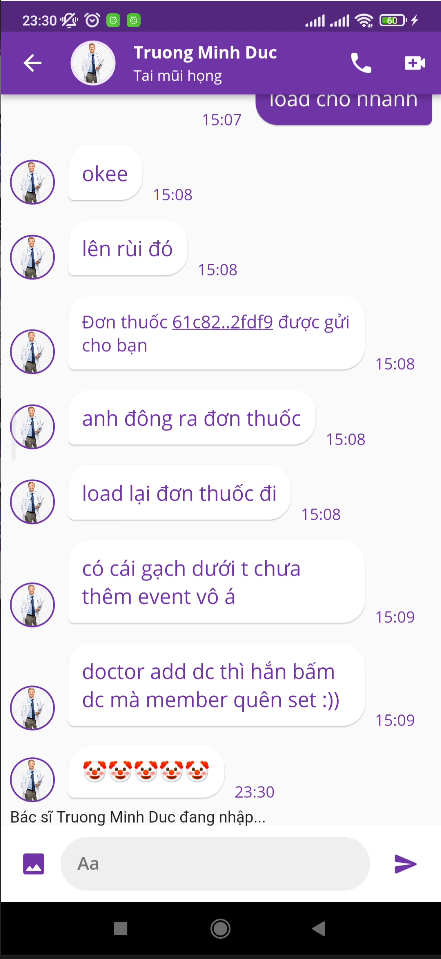 23:30
60
Truong Minh Duc
Tai mũi họng
load cho nhanh
15:07
okee
15:08
lên rùi đó
15:08
Đơn thuốc 61c82..2fdf9 được gửi
cho bạn
15:08
anh đông ra đơn thuốc
15:08
load lại đơn thuốc đi
15:08
có cái gạch dưới t chưa
thêm event vô á
15:09
doctor add dc thì hắn bấm
dc mà member quên set :))
15:09
🤡🤡🤡🤡🤡
23:30
Bác sĩ Truong Minh Duc đang nhập...
Aa